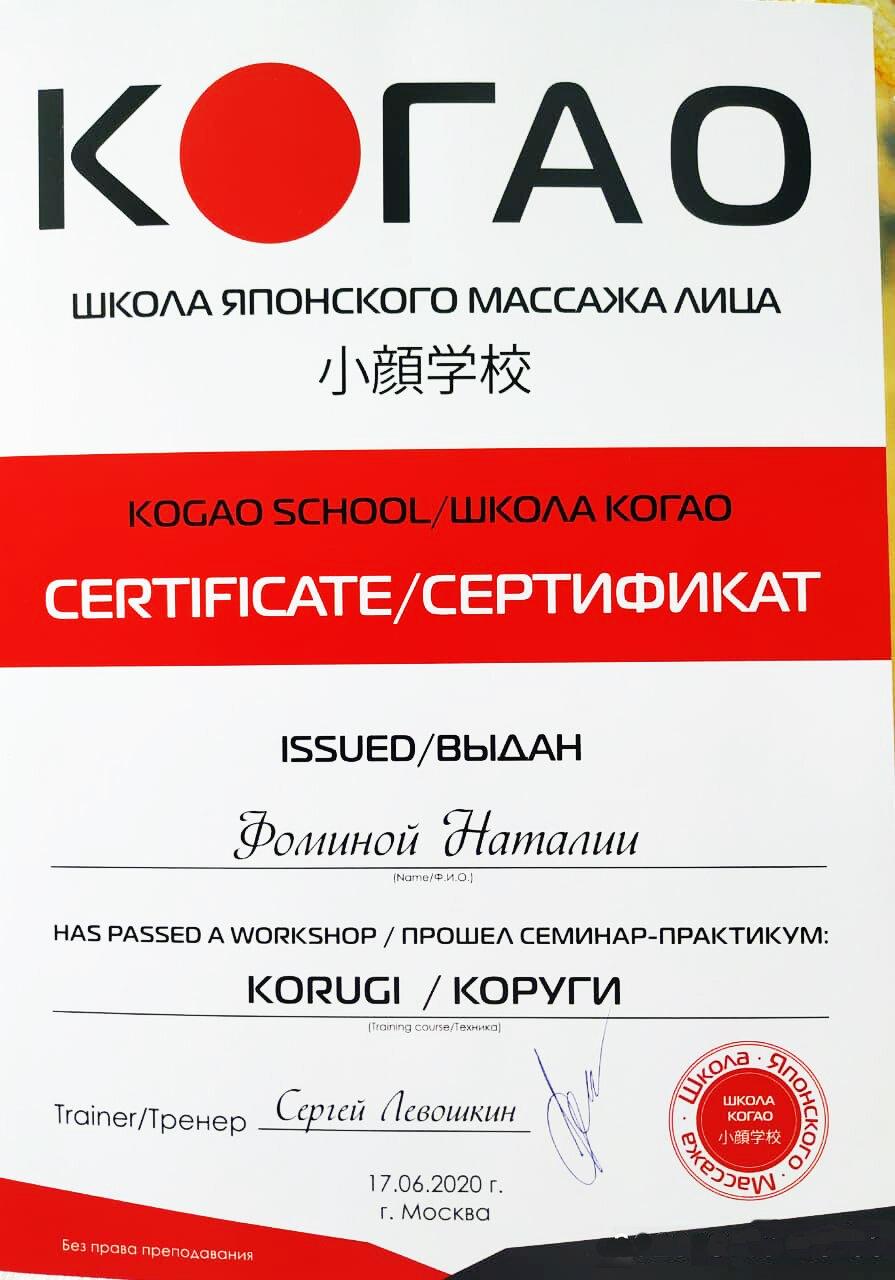 КОГАО
ШКОЛА ЯПОНСКОГО МАССАЖА ЛИЦА
小顔学校
KOGAO SCHOOL/ШКОЛА КОГАО
CERTIFICATE/СЕРТИФИКАТ
ISSUED/ВЫДАН
Фоминой Наталии
(Name/Ф.И.О.)
HAS PASSED A WORKSHOP / ПРОШЕЛ СЕМИНАР-ПРАКТИКУМ:
KORUGI / КОРУГИ
(Training course/Техника)
Trainer/Тренер Сергей Левошкин
Школа · Японского · Массажа ·
ШКОЛА
КОГАО
小顔学校
17.06.2020 г.
г. Москва
Без права преподавания